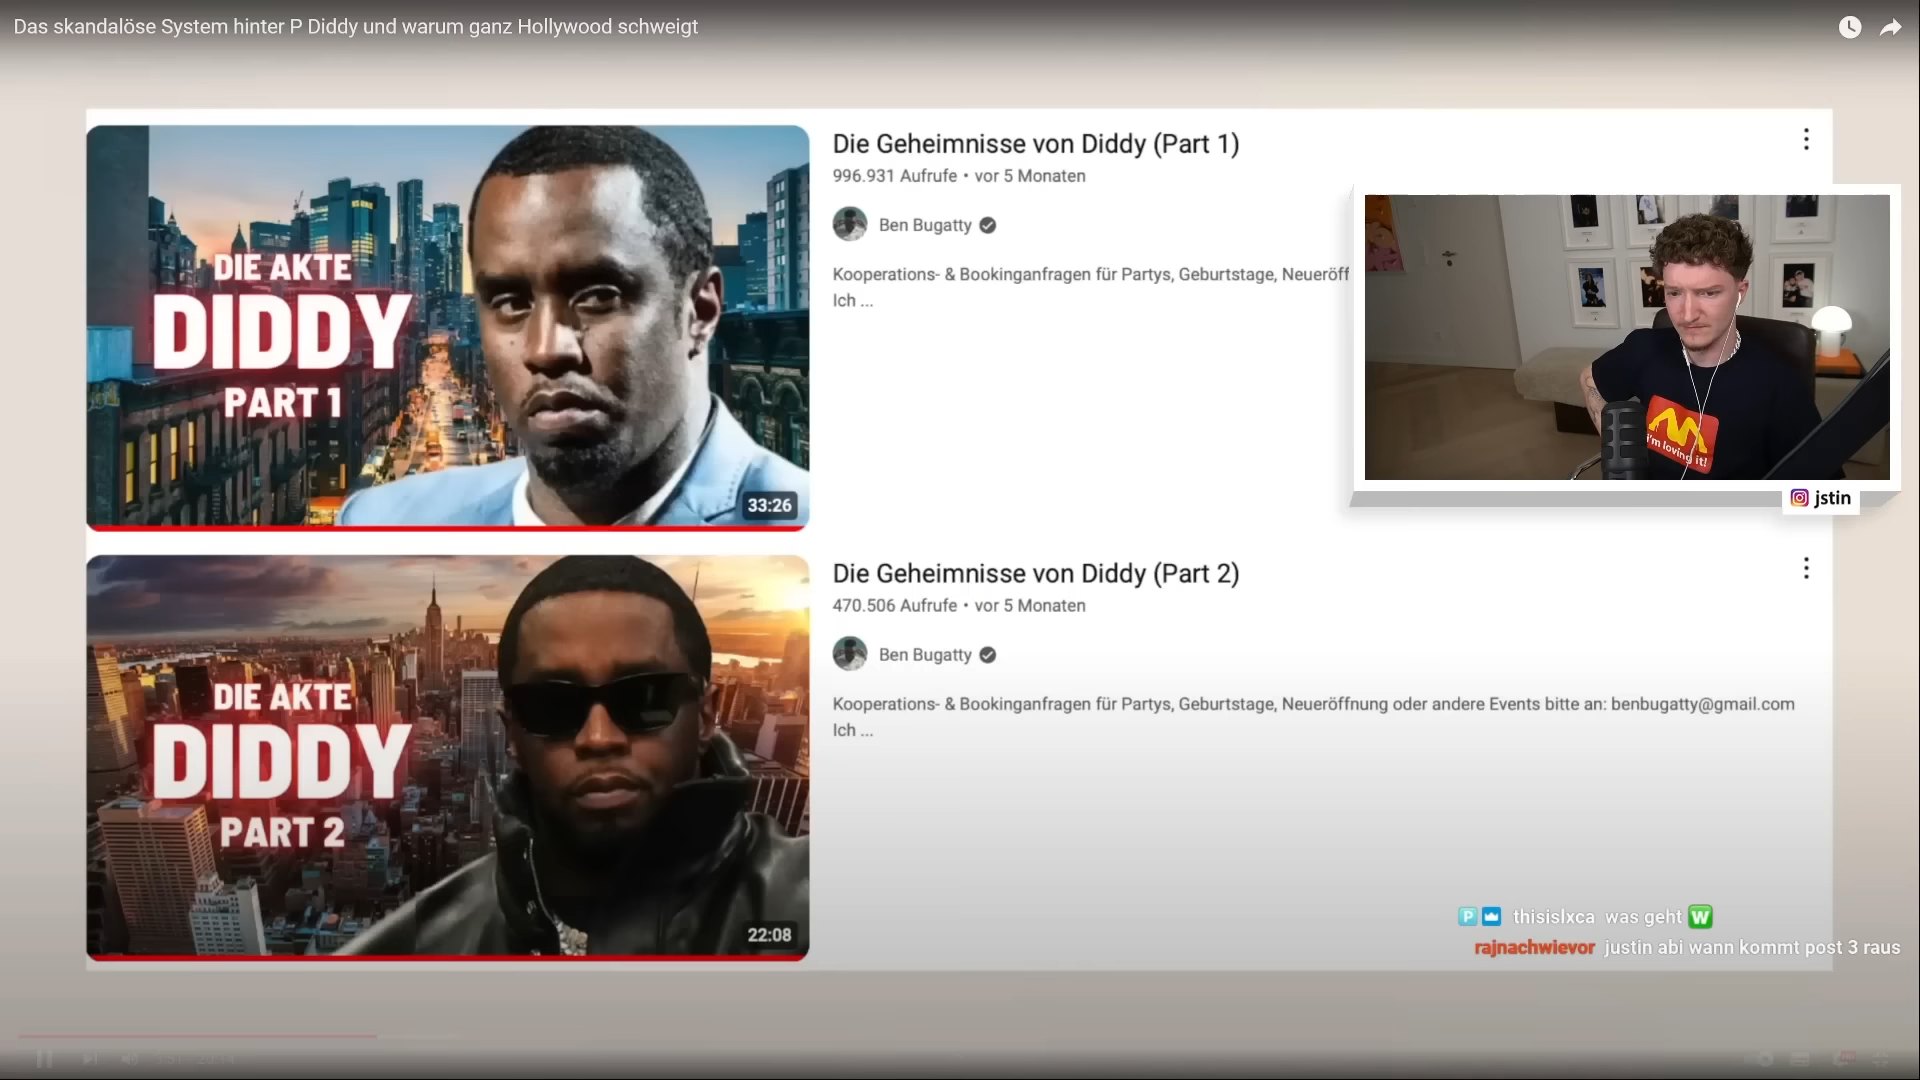 Das skandalöse System hinter P Diddy und warum ganz Hollywood schweigt
DIE AKTE
DIDDY
PART 1
33:26
Die Geheimnisse von Diddy (Part 1)
996.931 Aufrufe • vor 5 Monaten
Ben Bugatty
Kooperations- & Bookinganfragen für Partys, Geburtstage, Neueröff
Ich ...
i'm loving it!
jstin
DIE AKTE
DIDDY
PART 2
22:08
Die Geheimnisse von Diddy (Part 2)
470.506 Aufrufe • vor 5 Monaten
Ben Bugatty
Kooperations- & Bookinganfragen für Partys, Geburtstage, Neueröffnung oder andere Events bitte an: benbugatty@gmail.com
Ich ...
P thisislxca was geht W
rajnachwievor justin abi wann kommt post 3 raus